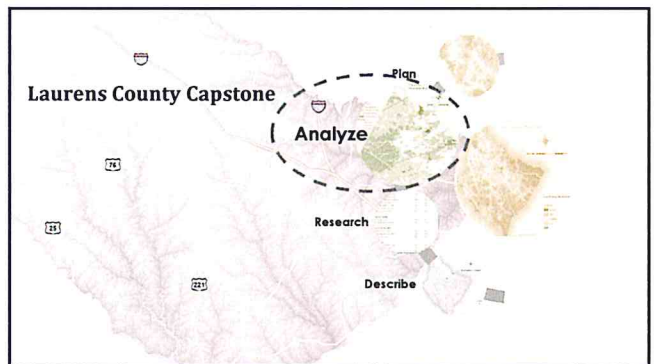 Plan
Laurens County Capstone
Analyze
76
Research
25
221
Describe